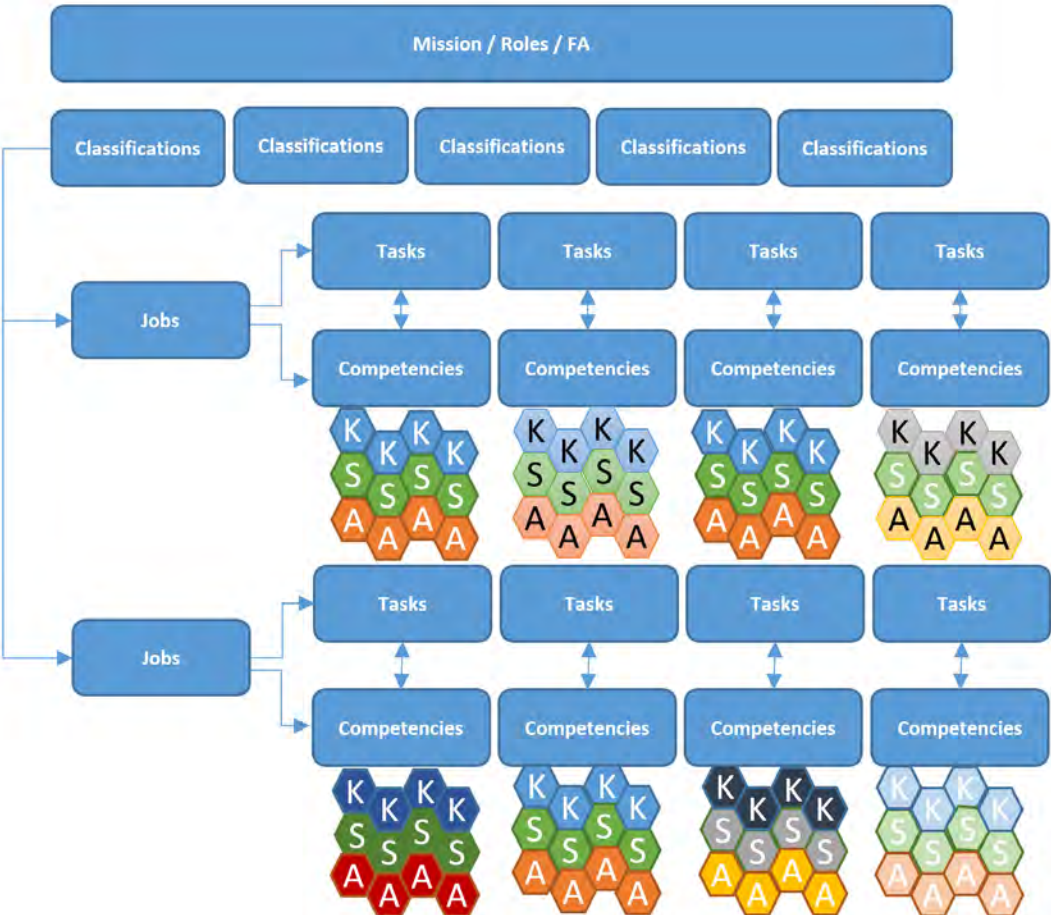 Mission / Roles / FA
Classifications Classifications Classifications Classifications Classifications
Tasks Tasks Tasks Tasks
Jobs
Competencies Competencies Competencies Competencies
K K K K K K K K K K K K K K K K
S S S S S S S S S S S S S S S S
A A A A A A A A A A A A A A A A
Tasks Tasks Tasks Tasks
Jobs
Competencies Competencies Competencies Competencies
K K K K K K K K K K K K K K K K
S S S S S S S S S S S S S S S S
A A A A A A A A A A A A A A A A